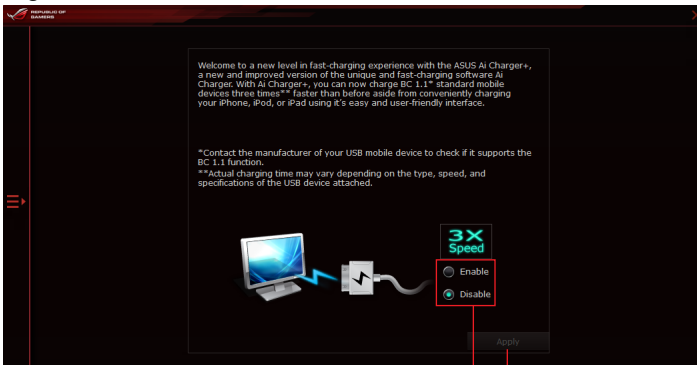 REPUBLIC OF
GAMERS
Welcome to a new level in fast-charging experience with the ASUS Ai Charger+,
a new and improved version of the unique and fast-charging software Ai
Charger. With Ai Charger+, you can now charge BC 1.1* standard mobile
devices three times** faster than before aside from conveniently charging
your iPhone, iPod, or iPad using it's easy and user-friendly interface.
*Contact the manufacturer of your USB mobile device to check if it supports the
BC 1.1 function.
**Actual charging time may vary depending on the type, speed, and
specifications of the USB device attached.
3X
Speed
Enable
Disable
Apply